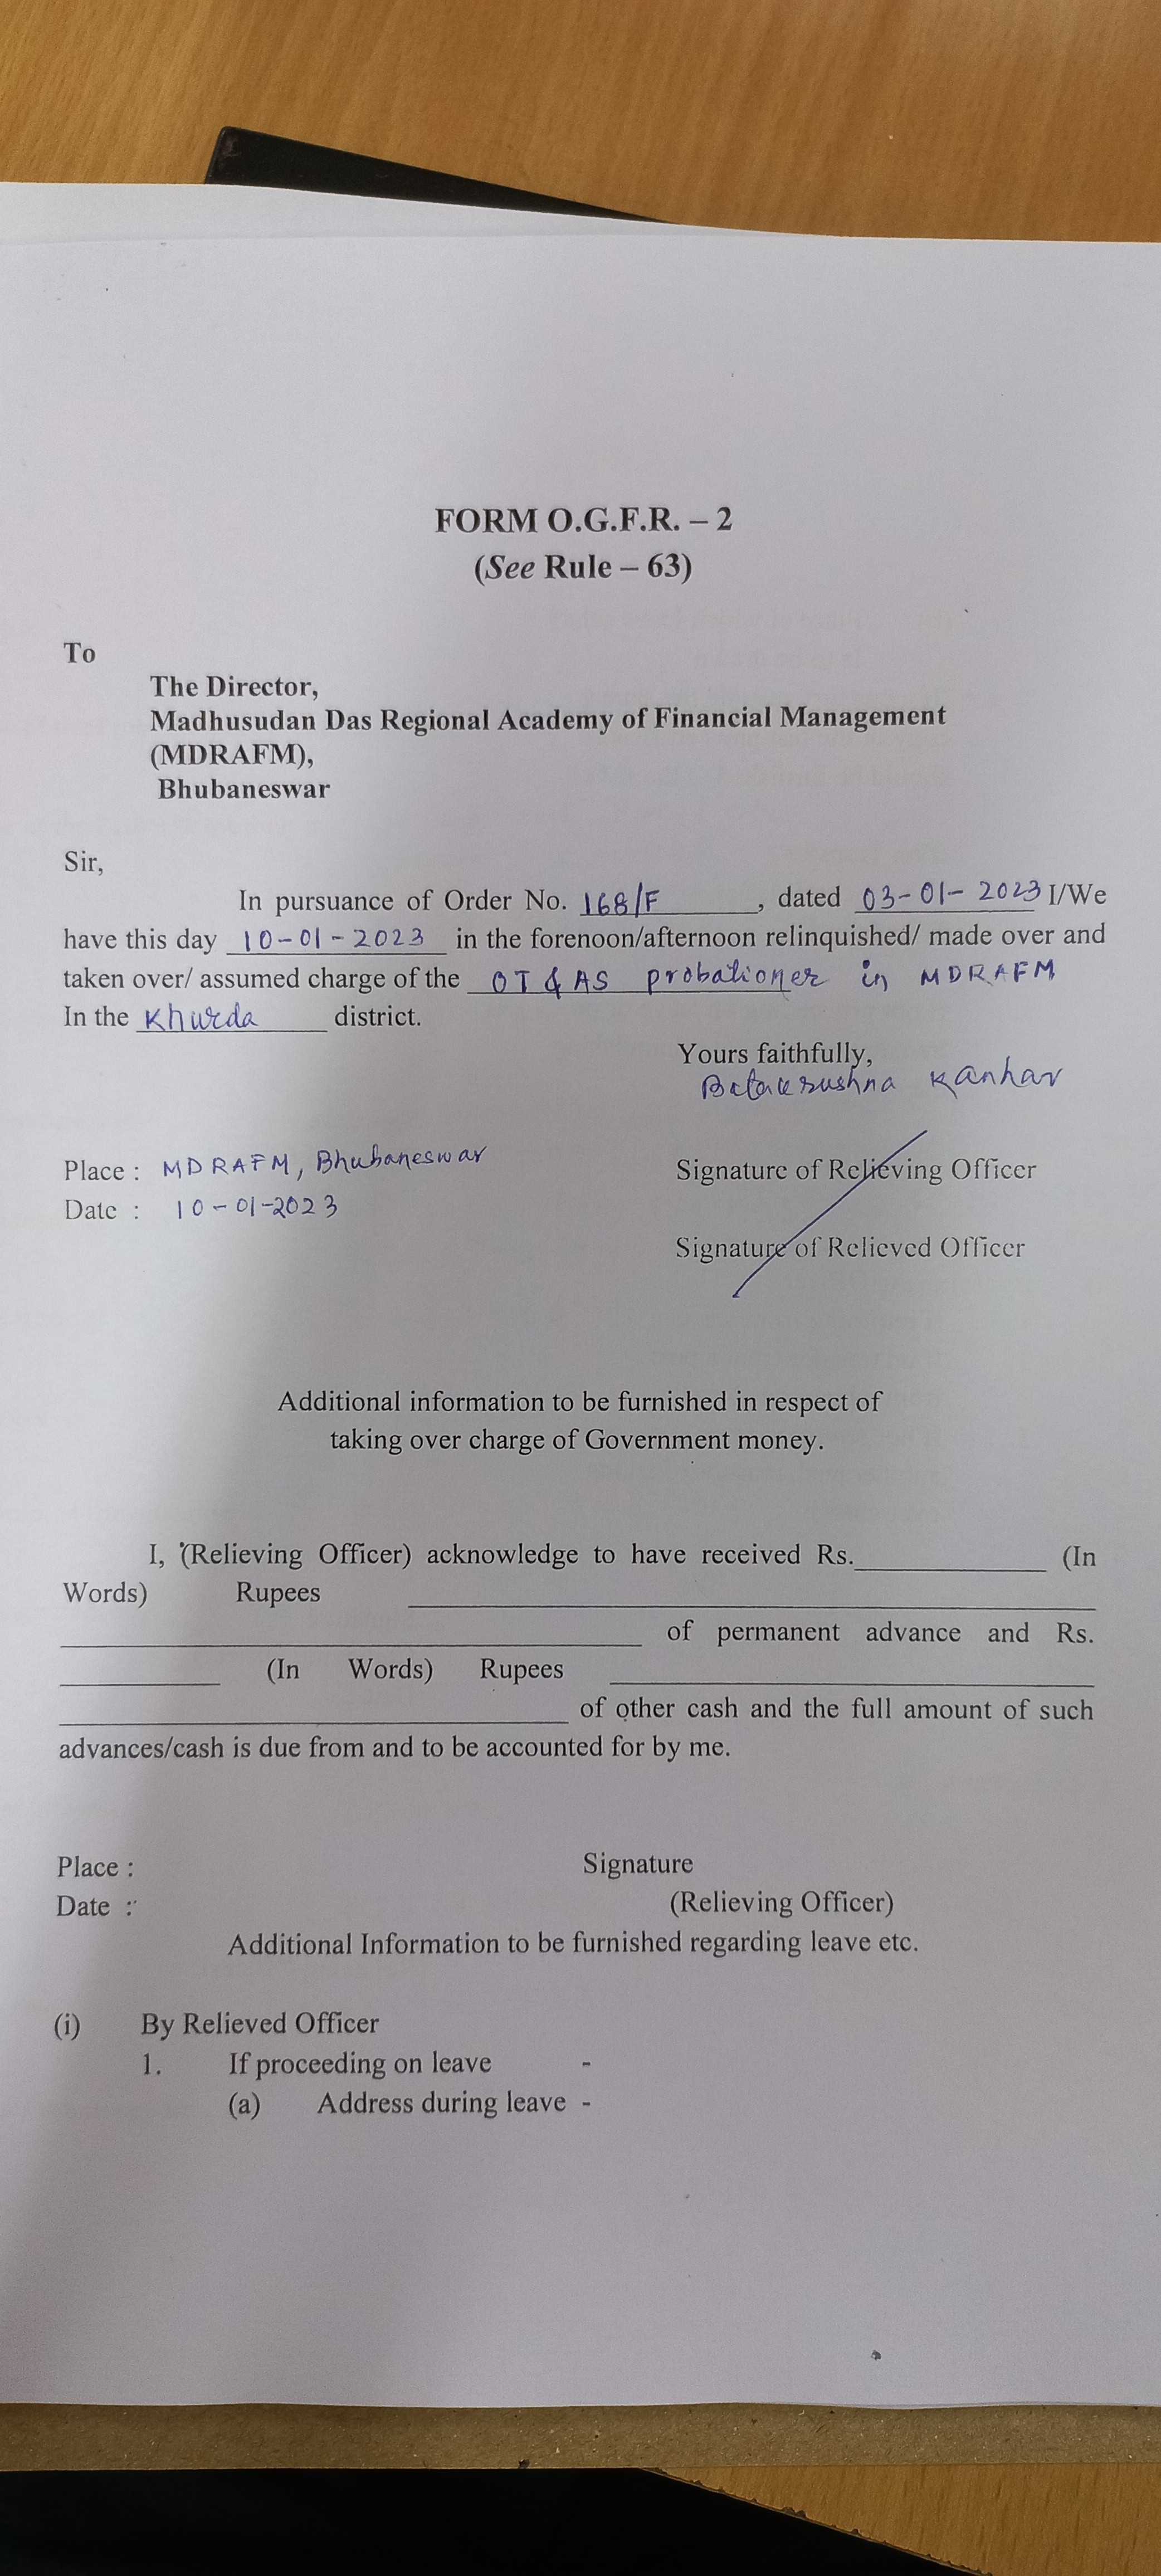 FORM O.G.F.R. – 2
(See Rule – 63)
To
The Director,
Madhusudan Das Regional Academy of Financial Management
(MDRAFM),
Bhubaneswar
Sir,
In pursuance of Order No. 168/F , dated 03-01-2023 I/We
have this day 10-01-2023 in the forenoon/afternoon relinquished/ made over and
taken over/ assumed charge of the OT & AS probationer in MDRAFM
In the Khurda district.
Yours faithfully,
Kanhar
Place : MDRAFM, Bhubaneswar
Signature of Relieving Officer
Date : 10-01-2023
Signature of Relieved Officer
Additional information to be furnished in respect of
taking over charge of Government money.
I, (Relieving Officer) acknowledge to have received Rs.__________ (In
Words) Rupees __________
__________ of permanent advance and Rs.
__________ (In Words) Rupees __________
__________ of other cash and the full amount of such
advances/cash is due from and to be accounted for by me.
Place : Signature
Date : (Relieving Officer)
Additional Information to be furnished regarding leave etc.
(i) By Relieved Officer
1. If proceeding on leave -
(a) Address during leave -